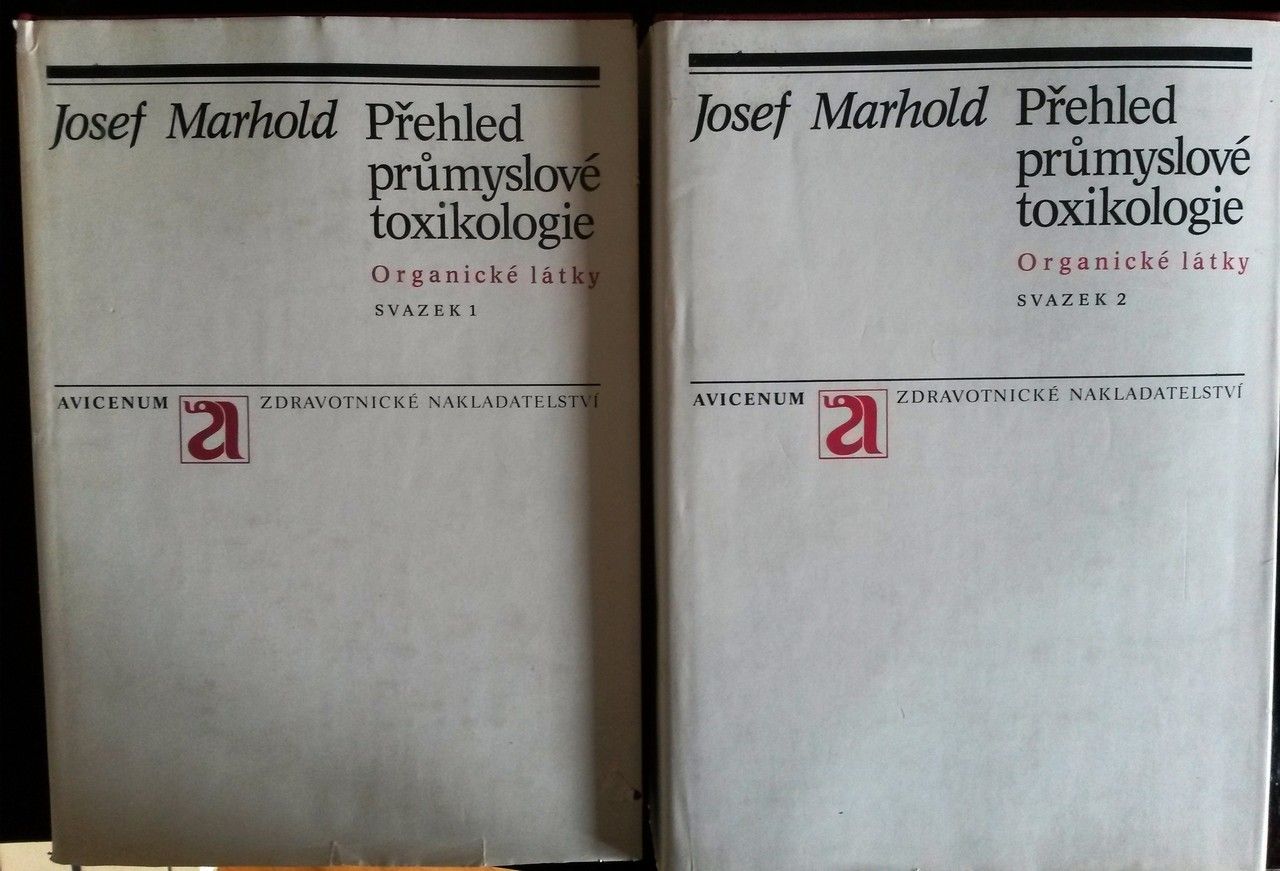 Josef Marhold Přehled
průmyslové
toxikologie
Organické látky
SVAZEK 1
AVICENUM a ZDRAVOTNICKÉ NAKLADATELSTVÍ
Josef Marhold Přehled
průmyslové
toxikologie
Organické látky
SVAZEK 2
AVICENUM a ZDRAVOTNICKÉ NAKLADATELSTVÍ